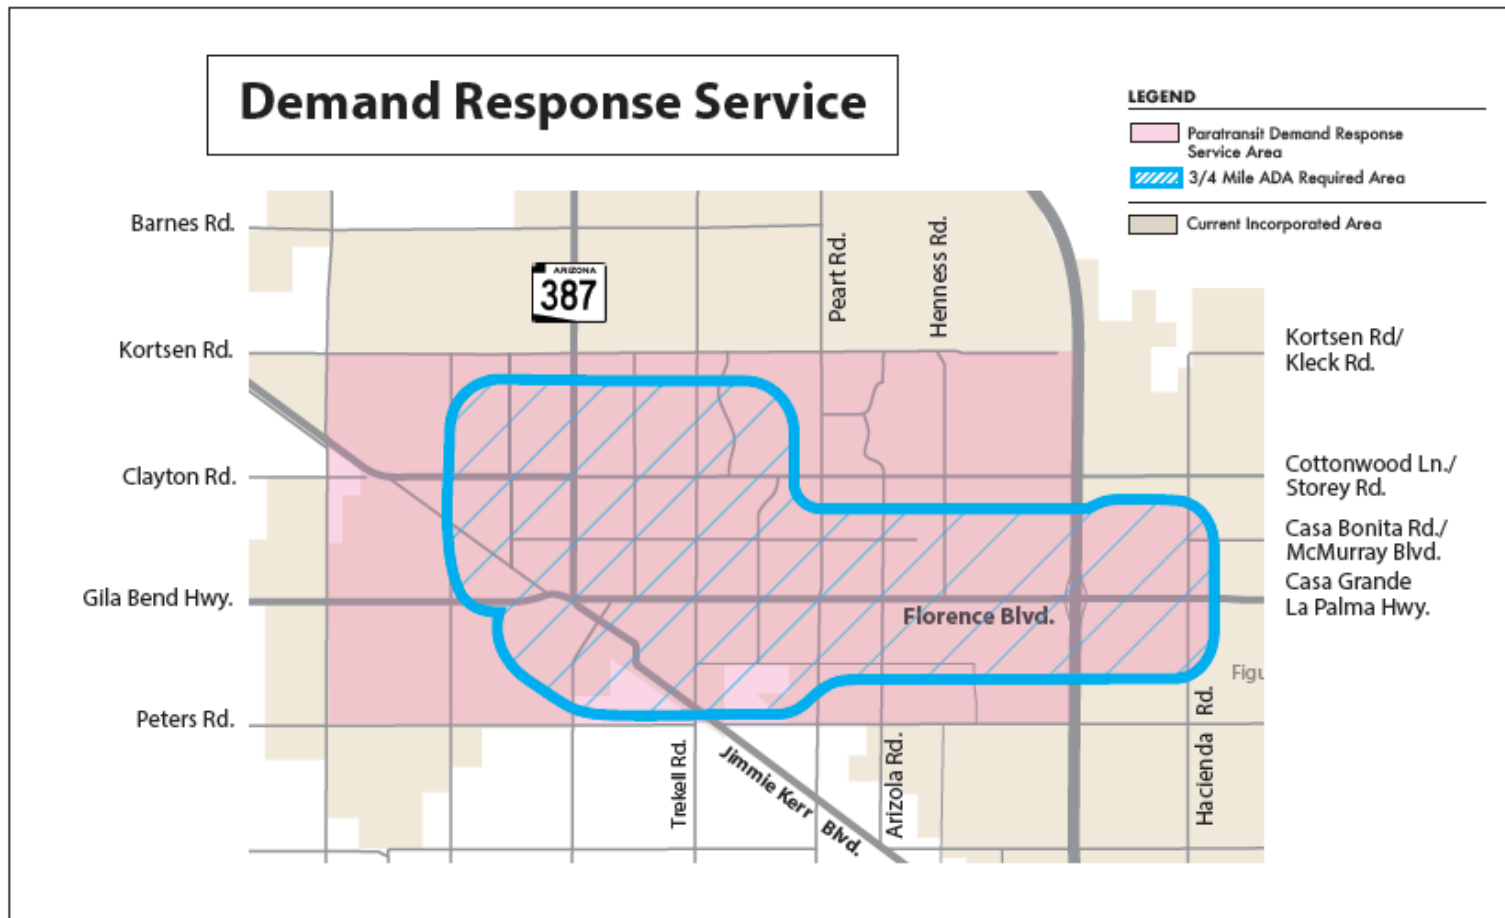 Demand Response Service
LEGEND
Paratransit Demand Response
Service Area
3/4 Mile ADA Required Area
Current Incorporated Area
Barnes Rd.
ARIZONA
387
Peart Rd.
Henness Rd.
Kortsen Rd.
Kortsen Rd/
Kleck Rd.
Clayton Rd.
Cottonwood Ln./
Storey Rd.
Casa Bonita Rd./
McMurray Blvd.
Gila Bend Hwy.
Casa Grande
La Palma Hwy.
Florence Blvd.
Figu
Peters Rd.
Trekell Rd.
Jimmie Kerr Blvd.
Arizola Rd.
Hacienda Rd.